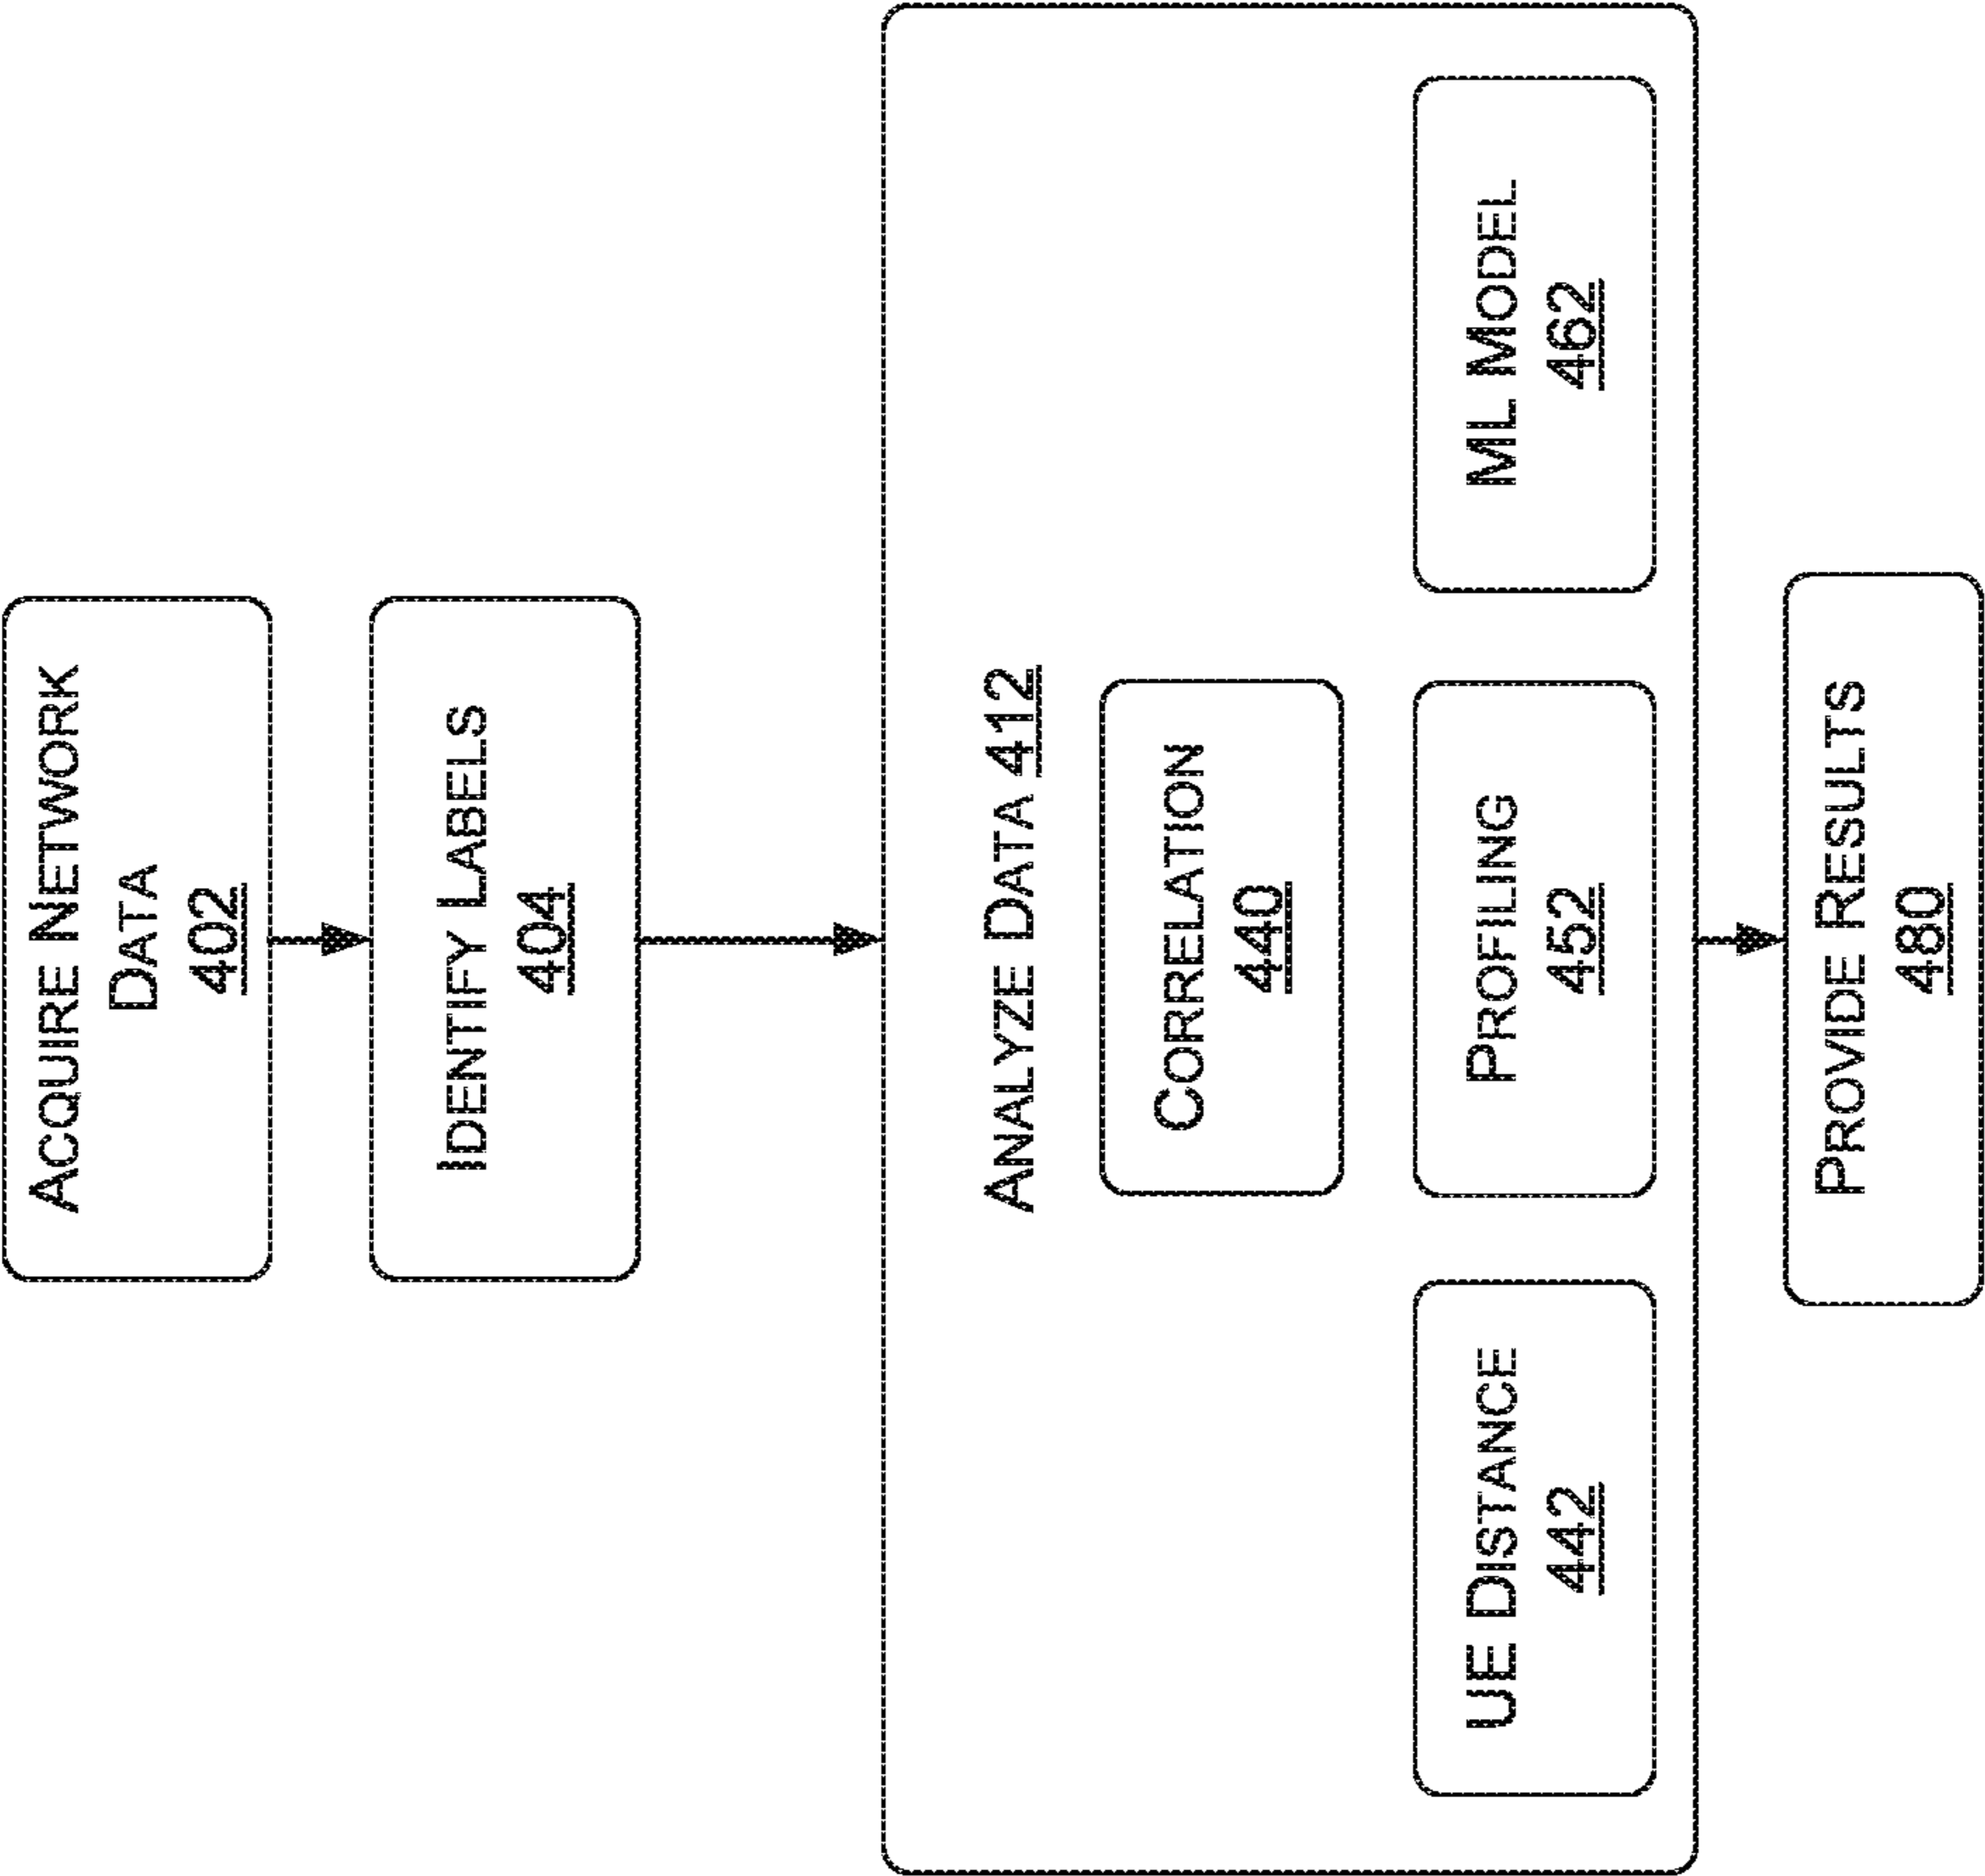 ACQUIRE NETWORK
DATA
402
IDENTIFY LABELS
404
ANALYZE DATA 412
CORRELATION
440
UE DISTANCE
442
PROFILING
452
ML MODEL
462
PROVIDE RESULTS
480